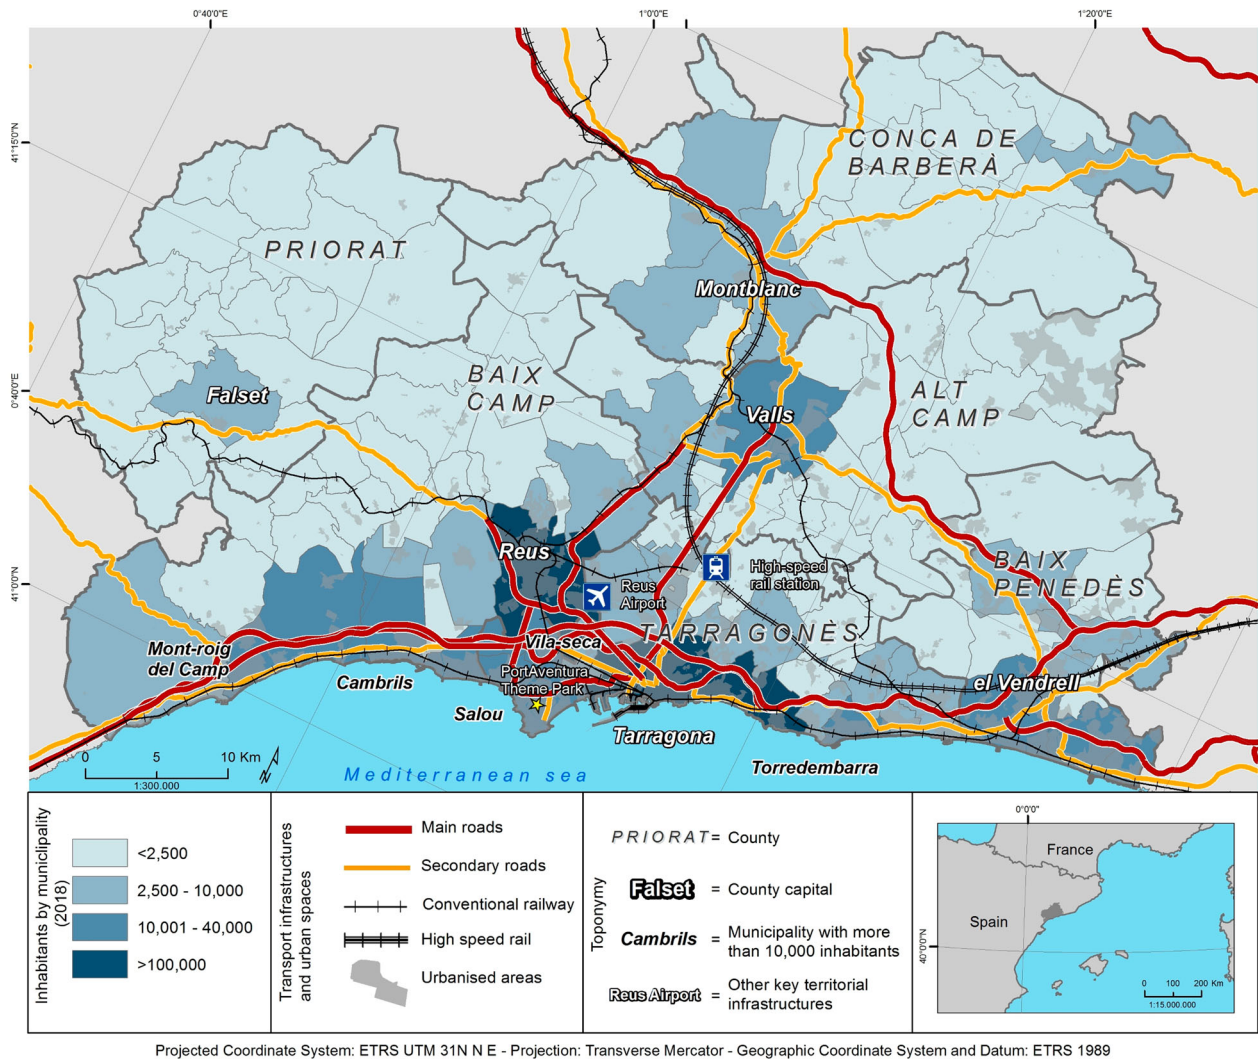 0°40'0"E
1°0'0"E
1°20'0"E
41°15'0"N
0°40'0"E
41°0'0"N
CONCA DE
BARBERÀ
PRIORAT
Montblanc
BAIX
CAMP
Falset
ALT
CAMP
Valls
Reus
High-speed
rail station
BAIX
PENEDÈS
Reus
Airport
TARRAGONÈS
Vila-seca
Mont-roig
del Camp
PortAventura
Theme Park
Cambrils
el Vendrell
Salou
Tarragona
Torredembarra
Mediterranean sea
0 5 10 Km
1:300.000
N
Inhabitants by municipality
(2018)
<2,500
2,500 - 10,000
10,001 - 40,000
>100,000
Transport infrastructures
and urban spaces
Main roads
Secondary roads
Conventional railway
High speed rail
Urbanised areas
Toponymy
PRIORAT = County
Falset = County capital
Cambrils = Municipality with more
than 10,000 inhabitants
Reus Airport = Other key territorial
infrastructures
0°0'0"
France
Spain
40°0'0"N
0 100 200 Km
1:15.000.000
Projected Coordinate System: ETRS UTM 31N N E - Projection: Transverse Mercator - Geographic Coordinate System and Datum: ETRS 1989